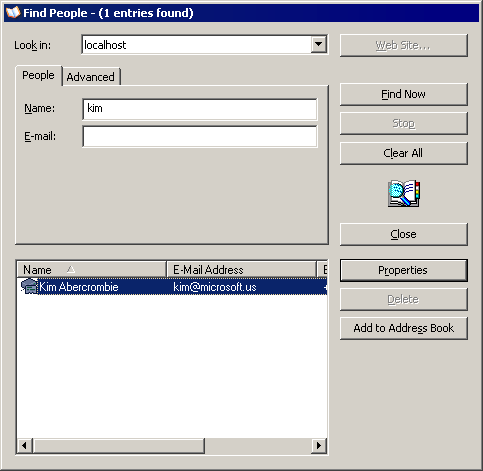 Find People - (1 entries found)
Look in:
localhost
Web Site...
People
Advanced
Name:
kim
E-mail:
Find Now
Stop
Clear All
Close
Name
E-Mail Address
Kim Abercrombie
kim@microsoft.us
Properties
Delete
Add to Address Book